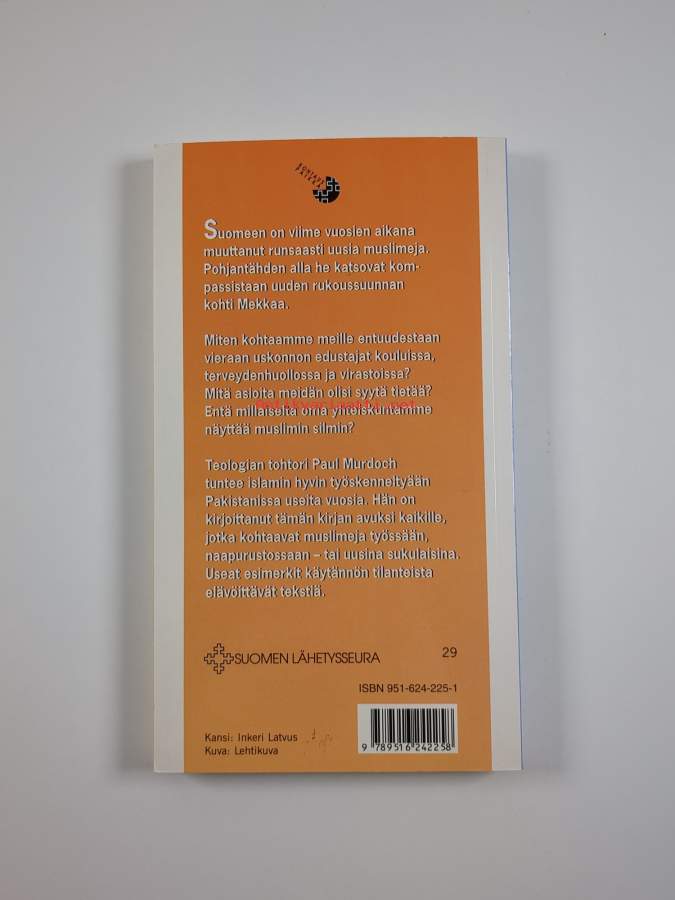 Suomeen on viime vuosien aikana
muuttanut runsaasti uusia muslimeja.
Pohjantähden alla he katsovat kom-
passistaan uuden rukoussuunnan
kohti Mekkaa.
Miten kohtaamme meille entuudestaan
vieraan uskonnon edustajat kouluissa,
terveydenhuollossa ja virastoissa?
Mitä asioita meidän olisi syytä tietää?
Entä millaiselta oma yhteiskuntamme
näyttää muslimin silmin?
Teologian tohtori Paul Murdoch
tuntee islamin hyvin työskenneltyään
Pakistanissa useita vuosia. Hän on
kirjoittanut tämän kirjan avuksi kaikille,
jotka kohtaavat muslimeja työssään,
naapurustossaan – tai uusina sukulaisina.
Useat esimerkit käytännön tilanteista
elävöittävät tekstiä.
SUOMEN LÄHETYSSEURA
29
ISBN 951-624-225-1
Kansi: Inkeri Latvus
Kuva: Lehtikuva
9 789516 242258